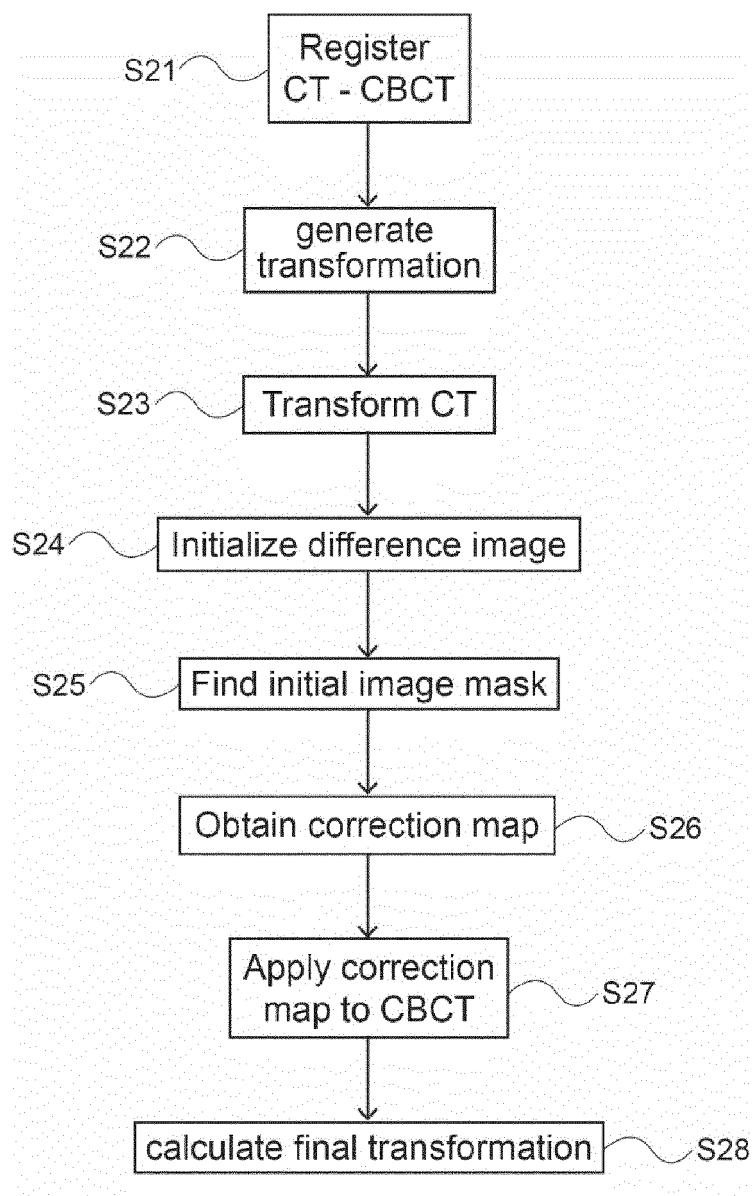 Register
CT - CBCT
S21
generate
transformation
S22
Transform CT
S23
Initialize difference image
S24
Find initial image mask
S25
Obtain correction map
S26
Apply correction
map to CBCT
S27
calculate final transformation
S28